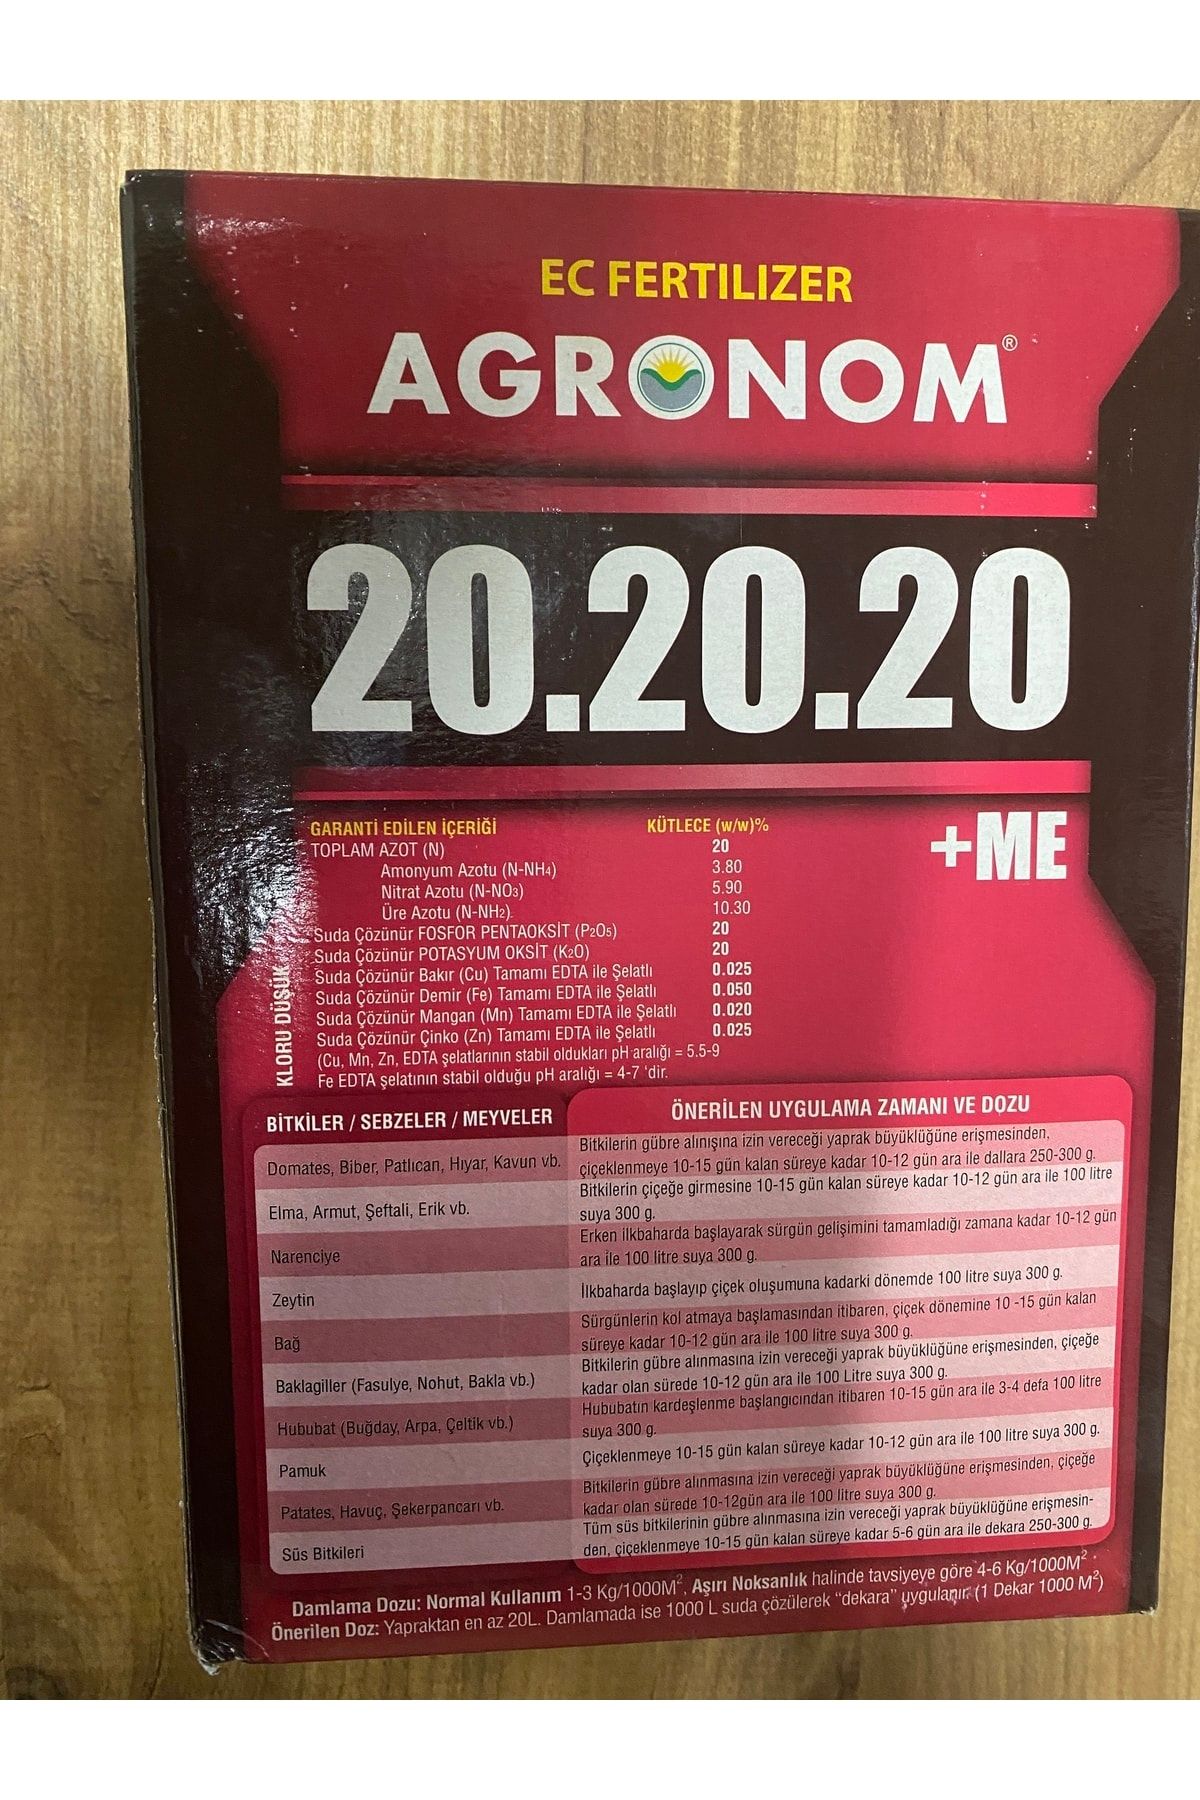 EC FERTILIZER
AGRONOM®
20.20.20
+ME
GARANTİ EDİLEN İÇERİĞİ KÜTLECE (w/w)%
TOPLAM AZOT (N) 20
Amonyum Azotu (N-NH4) 3.80
Nitrat Azotu (N-NO3) 5.90
Üre Azotu (N-NH2). 10.30
Suda Çözünür FOSFOR PENTAOKSİT (P2O5) 20
Suda Çözünür POTASYUM OKSİT (K2O) 20
Suda Çözünür Bakır (Cu) Tamamı EDTA ile Şelatlı 0.025
Suda Çözünür Demir (Fe) Tamamı EDTA ile Şelatlı 0.050
Suda Çözünür Mangan (Mn) Tamamı EDTA ile Şelatlı 0.020
Suda Çözünür Çinko (Zn) Tamamı EDTA ile Şelatlı 0.025
(Cu, Mn, Zn, EDTA şelatlarının stabil oldukları pH aralığı = 5.5-9
Fe EDTA şelatının stabil olduğu pH aralığı = 4-7 'dir.
KLORU DÜŞÜK
BİTKİLER / SEBZELER / MEYVELER ÖNERİLEN UYGULAMA ZAMANI VE DOZU
Domates, Biber, Patlıcan, Hıyar, Kavun vb. Bitkilerin gübre alınışına izin vereceği yaprak büyüklüğüne erişmesinden,
çiçeklenmeye 10-15 gün kalan süreye kadar 10-12 gün ara ile dallara 250-300 g.
Elma, Armut, Şeftali, Erik vb. Bitkilerin çiçeğe girmesine 10-15 gün kalan süreye kadar 10-12 gün ara ile 100 litre
suya 300 g.
Narenciye Erken ilkbaharda başlayarak sürgün gelişimini tamamladığı zamana kadar 10-12 gün
ara ile 100 litre suya 300 g.
Zeytin İlkbaharda başlayıp çiçek oluşumuna kadarki dönemde 100 litre suya 300 g.
Bağ Sürgünlerin kol atmaya başlamasından itibaren, çiçek dönemine 10 -15 gün kalan
süreye kadar 10-12 gün ara ile 100 litre suya 300 g.
Baklagiller (Fasulye, Nohut, Bakla vb.) Bitkilerin gübre alınmasına izin vereceği yaprak büyüklüğüne erişmesinden, çiçeğe
kadar olan sürede 10-12 gün ara ile 100 Litre suya 300 g.
Hububat (Buğday, Arpa, Çeltik vb.) Hububatın kardeşlenme başlangıcından itibaren 10-15 gün ara ile 3-4 defa 100 litre
suya 300 g.
Pamuk Çiçeklenmeye 10-15 gün kalan süreye kadar 10-12 gün ara ile 100 litre suya 300 g.
Patates, Havuç, Şekerpancarı vb. Bitkilerin gübre alınmasına izin vereceği yaprak büyüklüğüne erişmesinden, çiçeğe
kadar olan sürede 10-12gün ara ile 100 litre suya 300 g.
Süs Bitkileri Tüm süs bitkilerinin gübre alınmasına izin vereceği yaprak büyüklüğüne erişmesin-
den, çiçeklenmeye 10-15 gün kalan süreye kadar 5-6 gün ara ile dekara 250-300 g.
Damlama Dozu: Normal Kullanım 1-3 Kg/1000M², Aşırı Noksanlık halinde tavsiyeye göre 4-6 Kg/1000M².
Önerilen Doz: Yapraktan en az 20L. Damlamada ise 1000 L suda çözülerek "dekara" uygulanır. (1 Dekar 1000 M²)